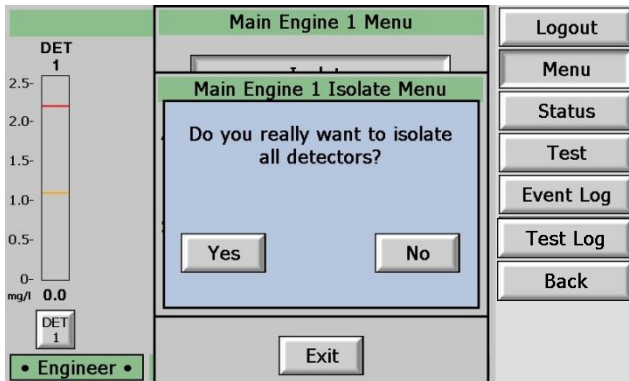 Main Engine 1 Menu
DET
1
2.5-
2.0-
1.5-
1.0-
0.5-
0-
mg/l 0.0
DET
1
• Engineer •
Main Engine 1 Isolate Menu
Do you really want to isolate
all detectors?
Yes No
Exit
Logout
Menu
Status
Test
Event Log
Test Log
Back